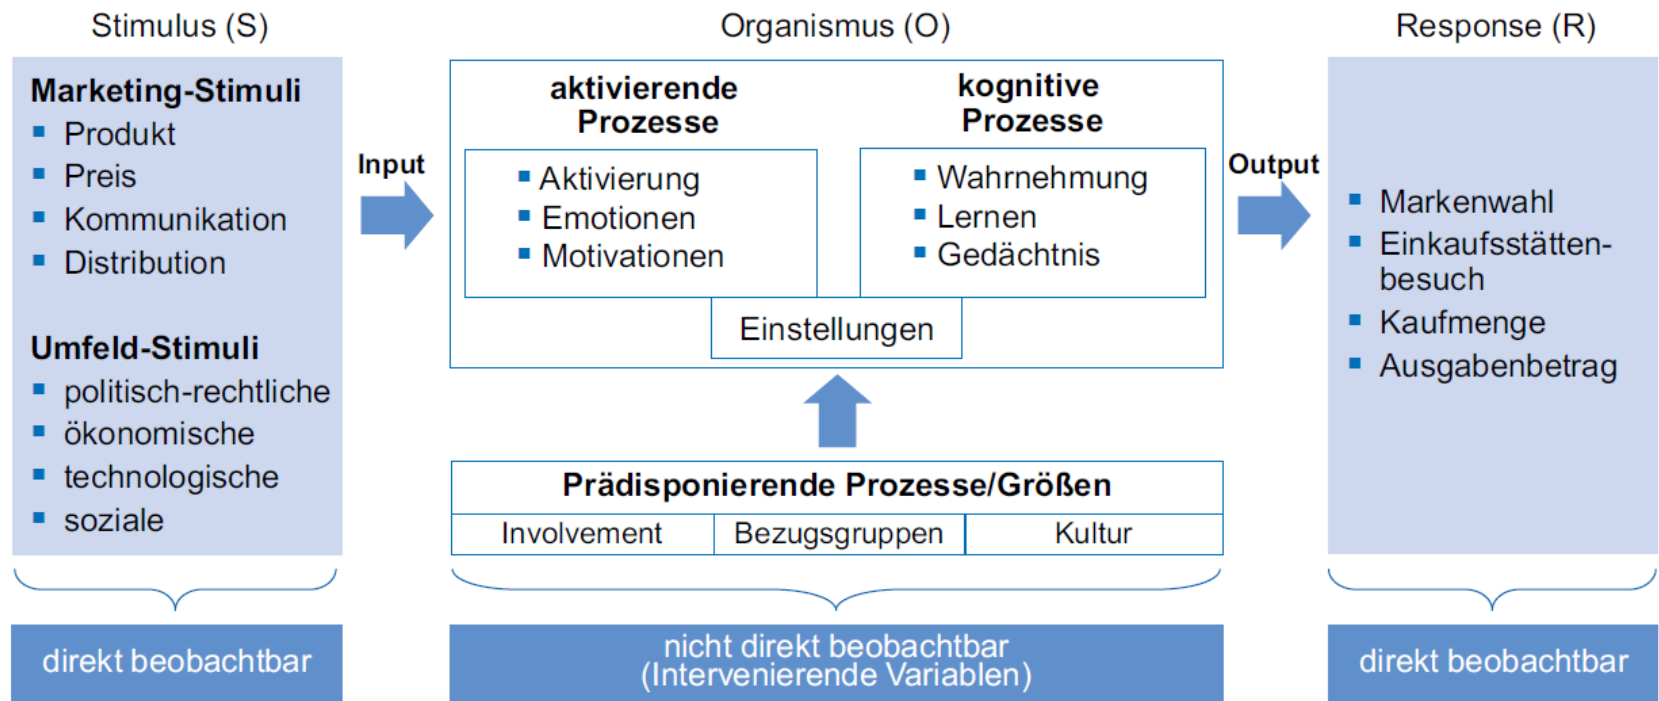 Stimulus (S)
Marketing-Stimuli
Produkt
Preis
Kommunikation
Distribution
Umfeld-Stimuli
politisch-rechtliche
ökonomische
technologische
soziale
direkt beobachtbar
Input
Organismus (O)
aktivierende
Prozesse
Aktivierung
Emotionen
Motivationen
kognitive
Prozesse
Wahrnehmung
Lernen
Gedächtnis
Einstellungen
Prädisponierende Prozesse/Größen
Involvement
Bezugsgruppen
Kultur
nicht direkt beobachtbar
(Intervenierende Variablen)
Output
Response (R)
Markenwahl
Einkaufsstätten-
besuch
Kaufmenge
Ausgabenbetrag
direkt beobachtbar